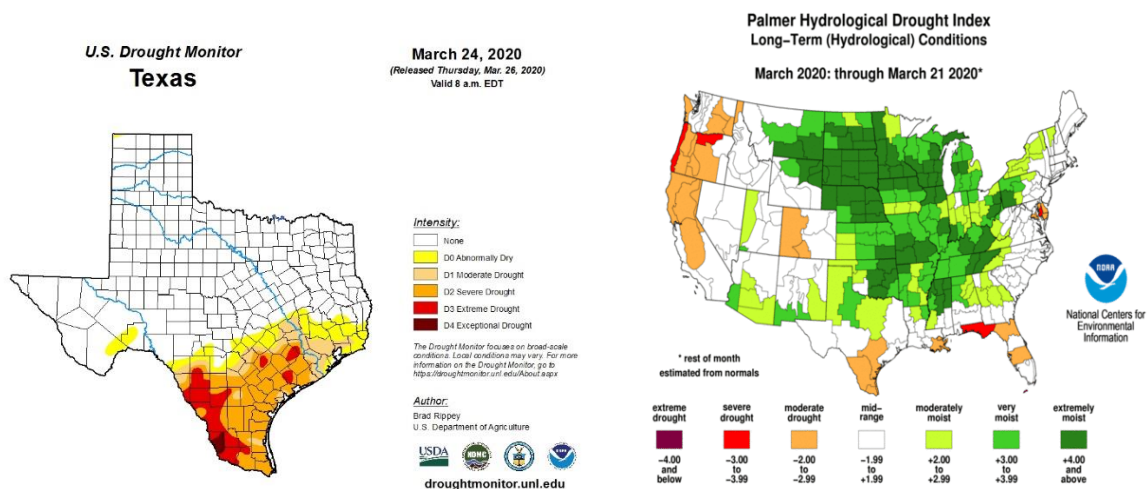 U.S. Drought Monitor
Texas
March 24, 2020
(Released Thursday, Mar. 26, 2020)
Valid 8 a.m. EDT
Intensity:
None
D0 Abnormally Dry
D1 Moderate Drought
D2 Severe Drought
D3 Extreme Drought
D4 Exceptional Drought
The Drought Monitor focuses on broad-scale
conditions. Local conditions may vary. For more
information on the Drought Monitor, go to
https://droughtmonitor.unl.edu/About.aspx
Author:
Brad Rippey
U.S. Department of Agriculture
USDA
NDMC
droughtmonitor.unl.edu
Palmer Hydrological Drought Index
Long-Term (Hydrological) Conditions
March 2020: through March 21 2020*
NOAA
National Centers for
Environmental
Information
* rest of month
estimated from normals
extreme drought
severe drought
moderate drought
mid-range
moderately moist
very moist
extremely moist
-4.00 and below
-3.00 to -3.99
-2.00 to -2.99
-1.99 to +1.99
+2.00 to +2.99
+3.00 to +3.99
+4.00 and above